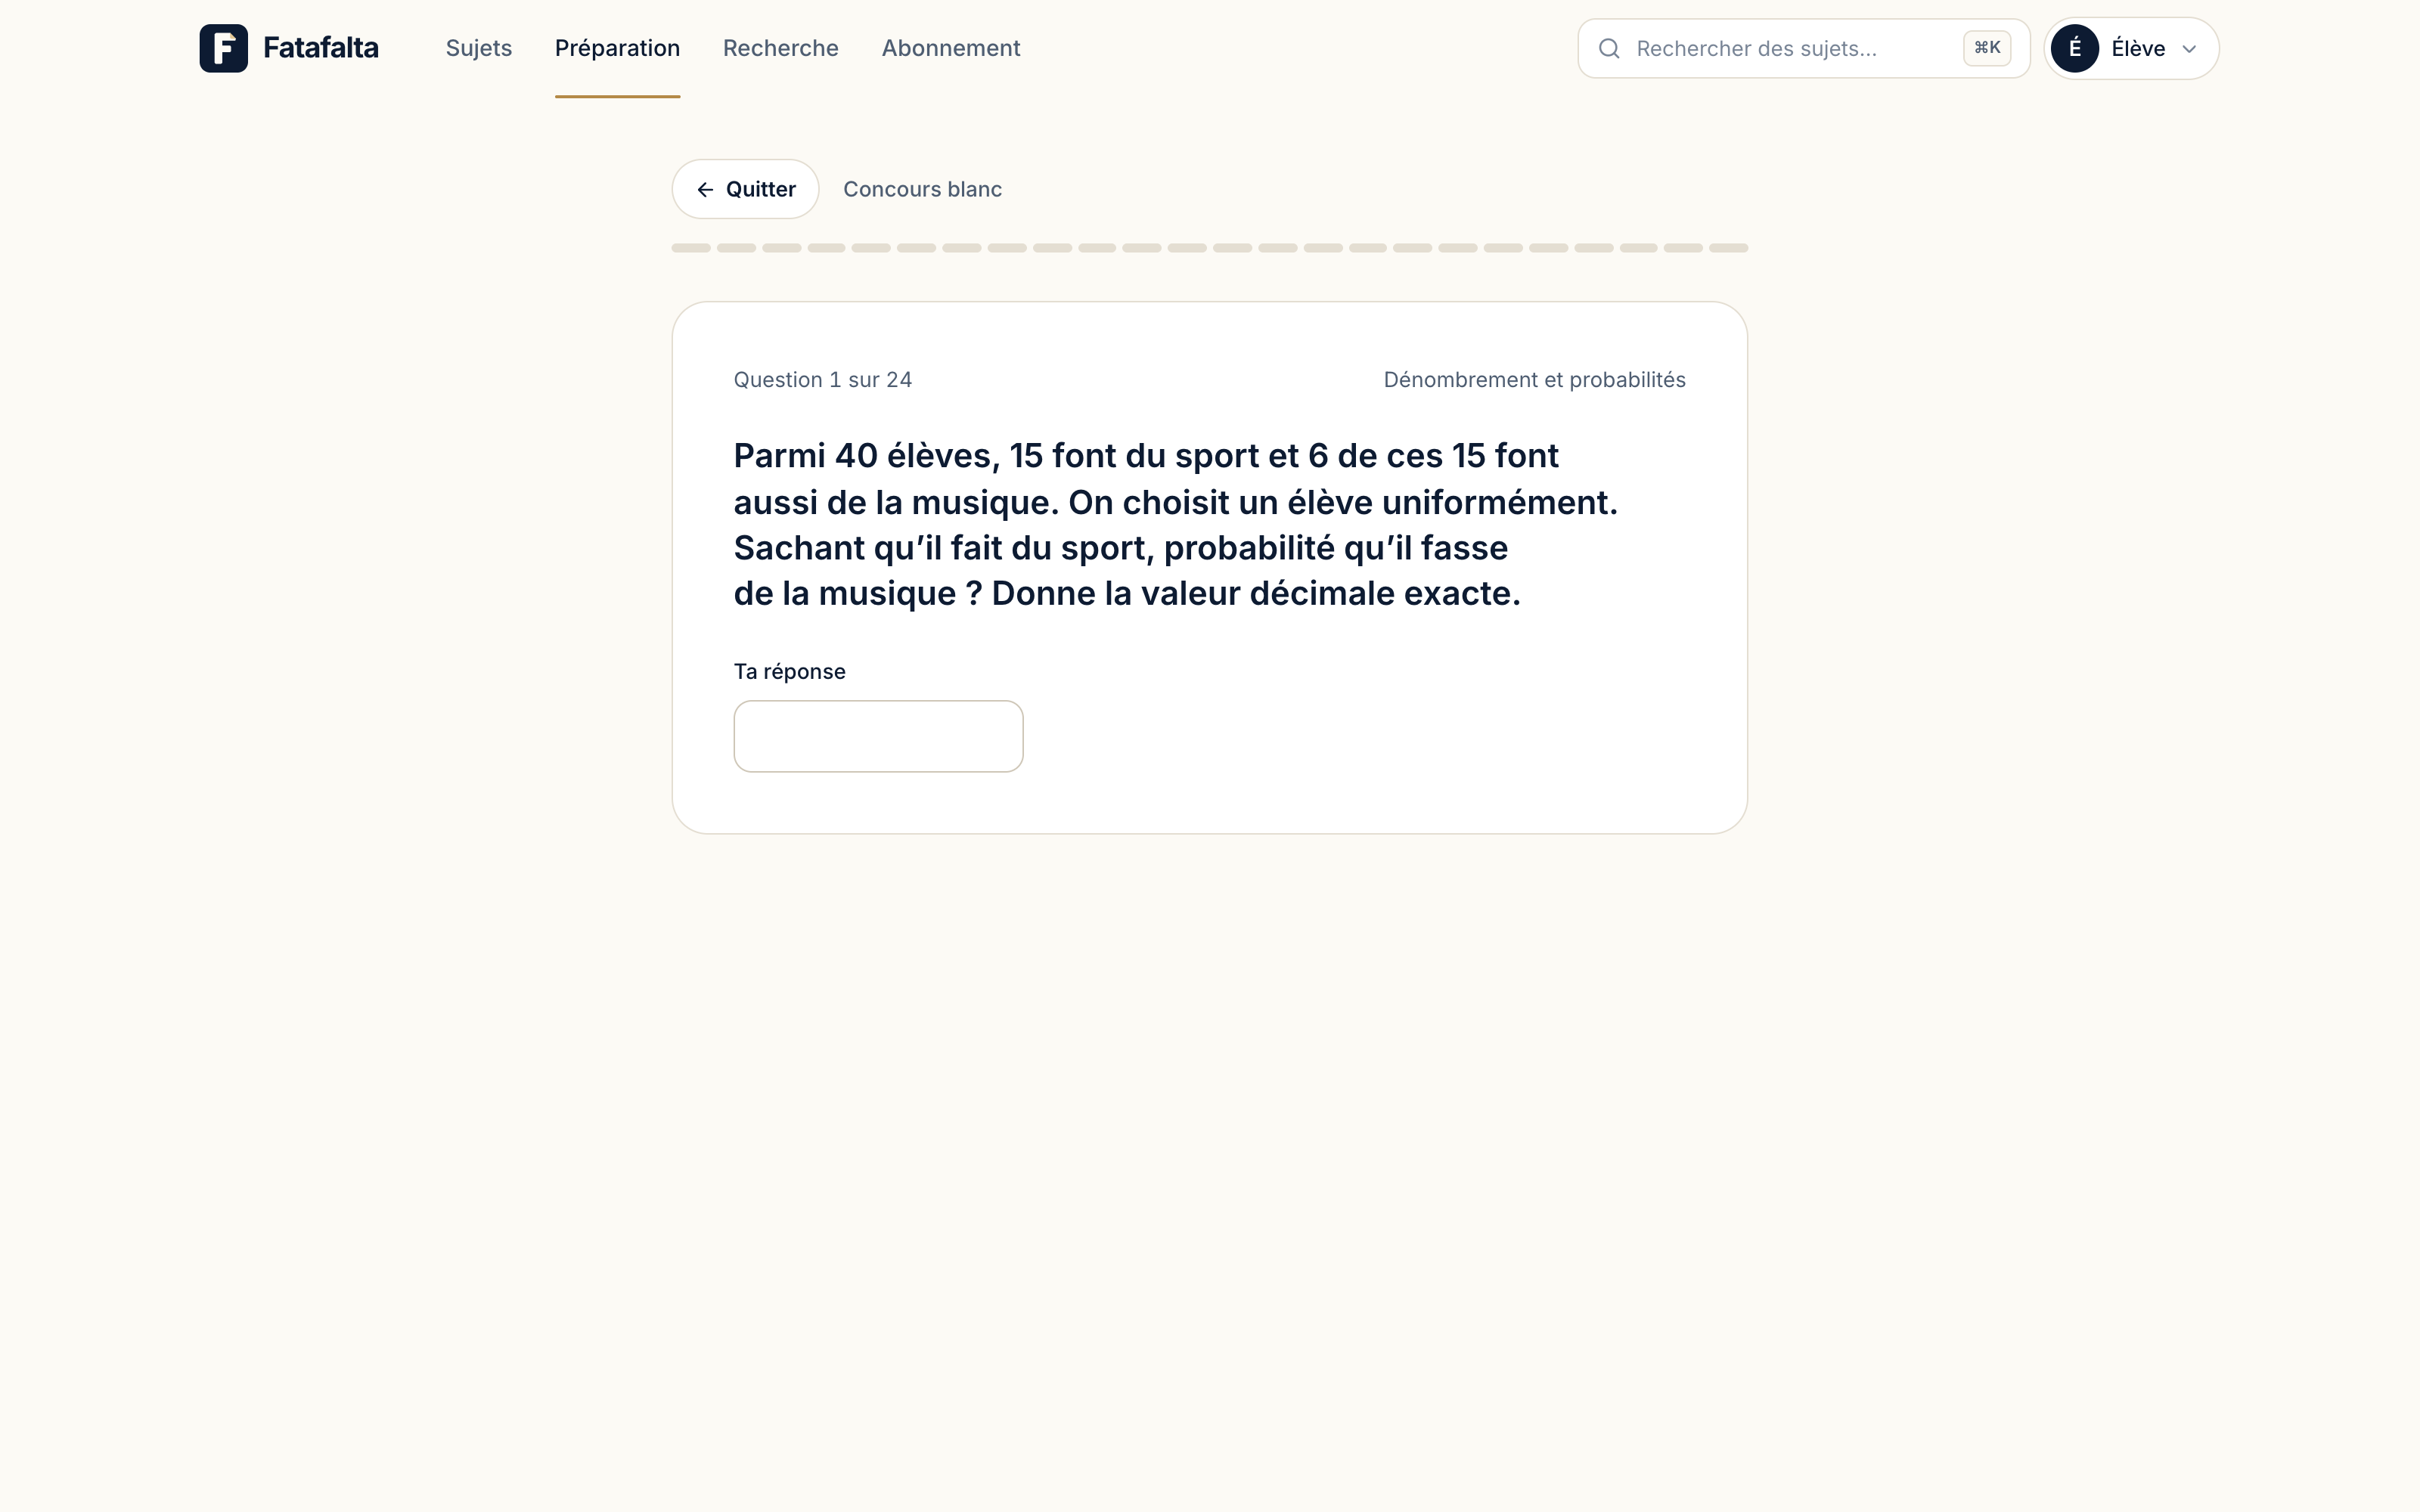 Fatafalta
Sujets
Préparation
Recherche
Abonnement
Rechercher des sujets...
⌘K
É
Élève
Quitter
Concours blanc
Question 1 sur 24
Dénombrement et probabilités
Parmi 40 élèves, 15 font du sport et 6 de ces 15 font
aussi de la musique. On choisit un élève uniformément.
Sachant qu’il fait du sport, probabilité qu’il fasse
de la musique ? Donne la valeur décimale exacte.
Ta réponse